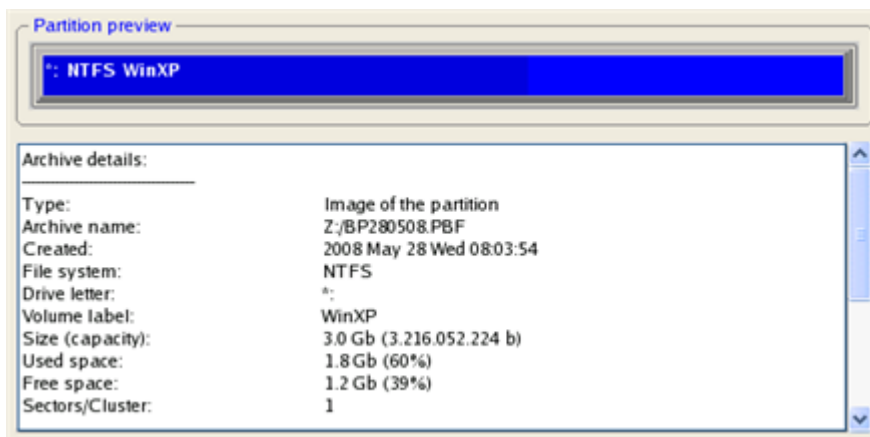 Partition preview
*: NTFS WinXP
Archive details:
Type: Image of the partition
Archive name: Z:/BP280508.PBF
Created: 2008 May 28 Wed 08:03:54
File system: NTFS
Drive letter: *:
Volume label: WinXP
Size (capacity): 3.0 Gb (3.216.052.224 b)
Used space: 1.8 Gb (60%)
Free space: 1.2 Gb (39%)
Sectors/Cluster: 1